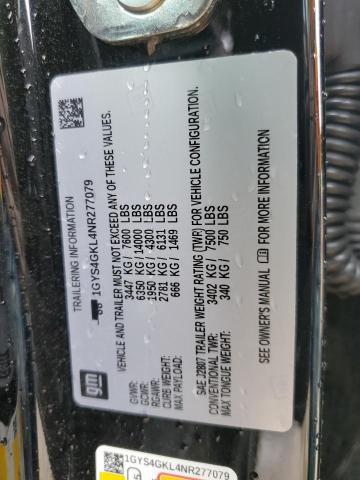 gm
TRAILERING INFORMATION
1GYS4GKL4NR277079
VEHICLE AND TRAILER MUST NOT EXCEED ANY OF THESE VALUES.
GVWR: 3447 KG / 7600 LBS
GCWR: 6350 KG / 14000 LBS
RGAWR: 1950 KG / 4300 LBS
CURB WEIGHT: 2781 KG / 6131 LBS
MAX PAYLOAD: 666 KG / 1469 LBS
SAE J2807 TRAILER WEIGHT RATING (TWR) FOR VEHICLE CONFIGURATION.
CONVENTIONAL TWR: 3402 KG / 7500 LBS
MAX TONGUE WEIGHT: 340 KG / 750 LBS
SEE OWNER'S MANUAL FOR MORE INFORMATION
1GYS4GKL4NR277079